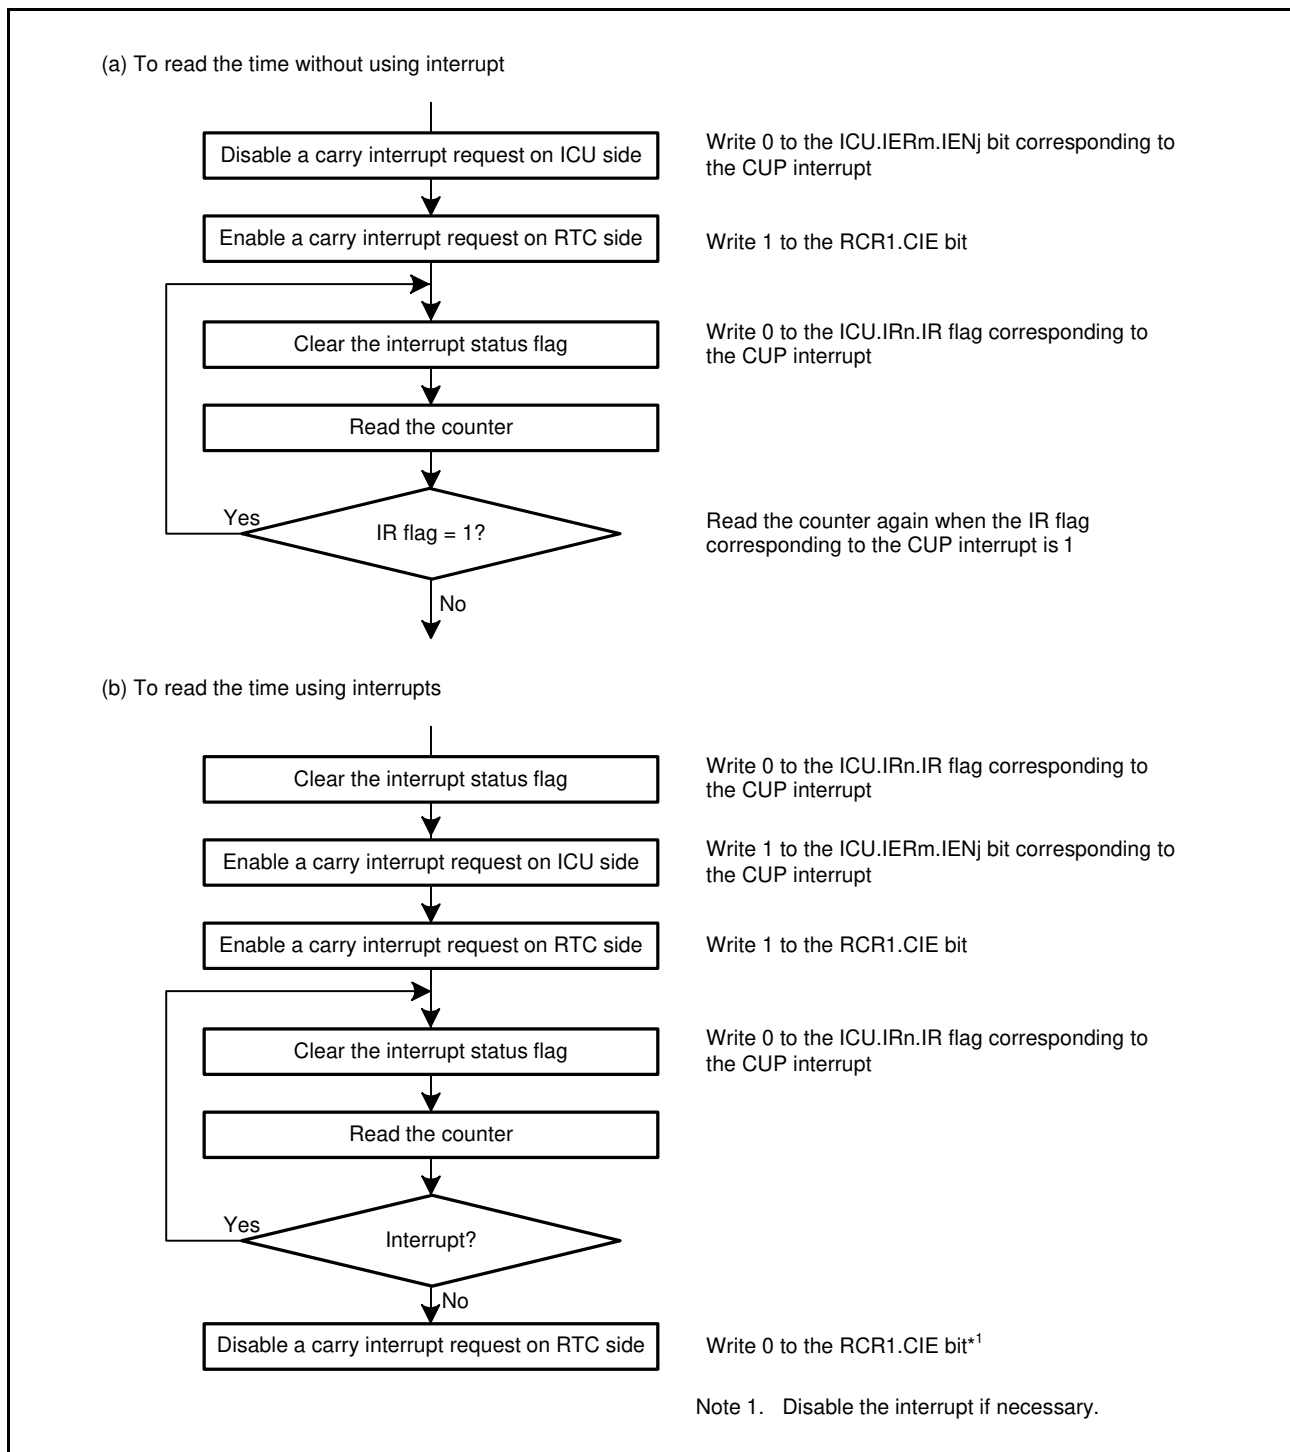 (a) To read the time without using interrupt
Disable a carry interrupt request on ICU side
Write 0 to the ICU.IERm.IENj bit corresponding to
the CUP interrupt
Enable a carry interrupt request on RTC side
Write 1 to the RCR1.CIE bit
Clear the interrupt status flag
Write 0 to the ICU.IRn.IR flag corresponding to
the CUP interrupt
Read the counter
Yes
IR flag = 1?
Read the counter again when the IR flag
corresponding to the CUP interrupt is 1
No
(b) To read the time using interrupts
Clear the interrupt status flag
Write 0 to the ICU.IRn.IR flag corresponding to
the CUP interrupt
Enable a carry interrupt request on ICU side
Write 1 to the ICU.IERm.IENj bit corresponding to
the CUP interrupt
Enable a carry interrupt request on RTC side
Write 1 to the RCR1.CIE bit
Clear the interrupt status flag
Write 0 to the ICU.IRn.IR flag corresponding to
the CUP interrupt
Read the counter
Yes
Interrupt?
No
Disable a carry interrupt request on RTC side
Write 0 to the RCR1.CIE bit*1
Note 1. Disable the interrupt if necessary.